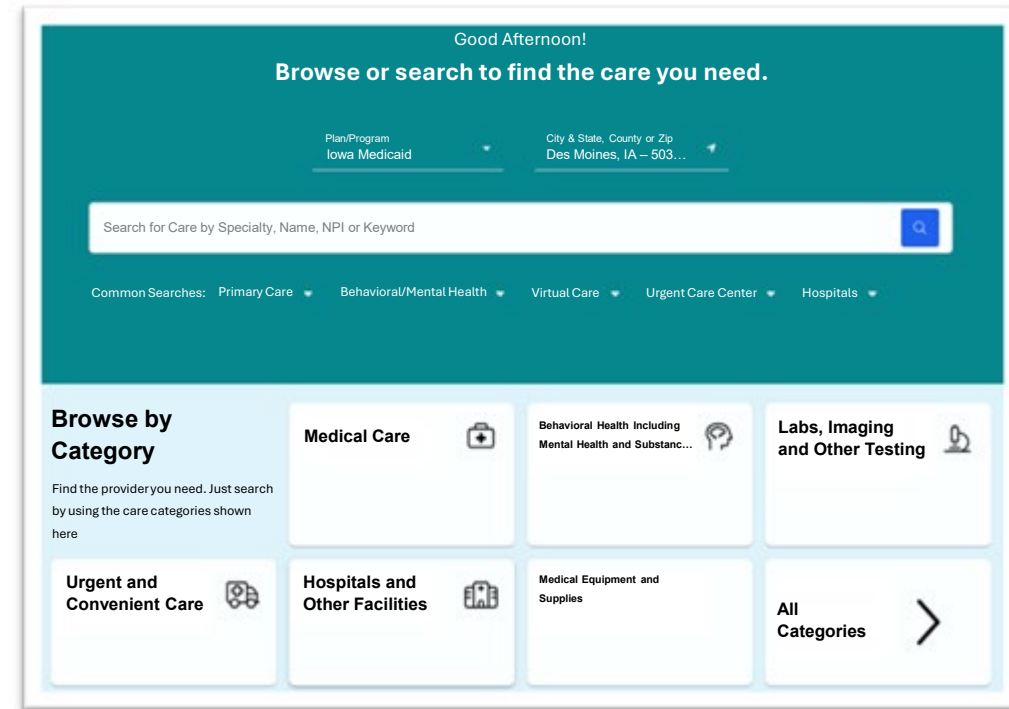 Good Afternoon!
Browse or search to find the care you need.
Plan/Program
Iowa Medicaid
City & State, County or Zip
Des Moines, IA – 503...
Search for Care by Specialty, Name, NPI or Keyword
Common Searches: Primary Care Behavioral/Mental Health Virtual Care Urgent Care Center Hospitals
Browse by
Category
Find the provider you need. Just search
by using the care categories shown
here
Medical Care
Behavioral Health Including
Mental Health and Substanc...
Labs, Imaging
and Other Testing
Urgent and
Convenient Care
Hospitals and
Other Facilities
Medical Equipment and
Supplies
All
Categories